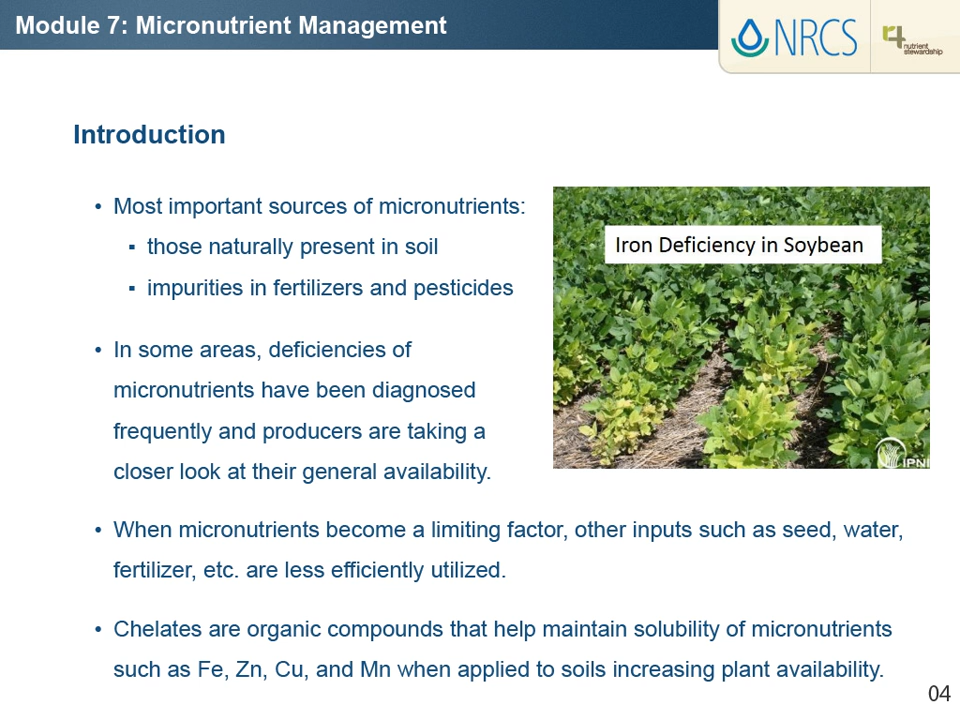 Module 7: Micronutrient Management
NRCS
r4 nutrient
stewardship
Introduction
• Most important sources of micronutrients:
▪ those naturally present in soil
▪ impurities in fertilizers and pesticides
Iron Deficiency in Soybean
• In some areas, deficiencies of
micronutrients have been diagnosed
frequently and producers are taking a
closer look at their general availability.
IPNI
• When micronutrients become a limiting factor, other inputs such as seed, water,
fertilizer, etc. are less efficiently utilized.
• Chelates are organic compounds that help maintain solubility of micronutrients
such as Fe, Zn, Cu, and Mn when applied to soils increasing plant availability.
04